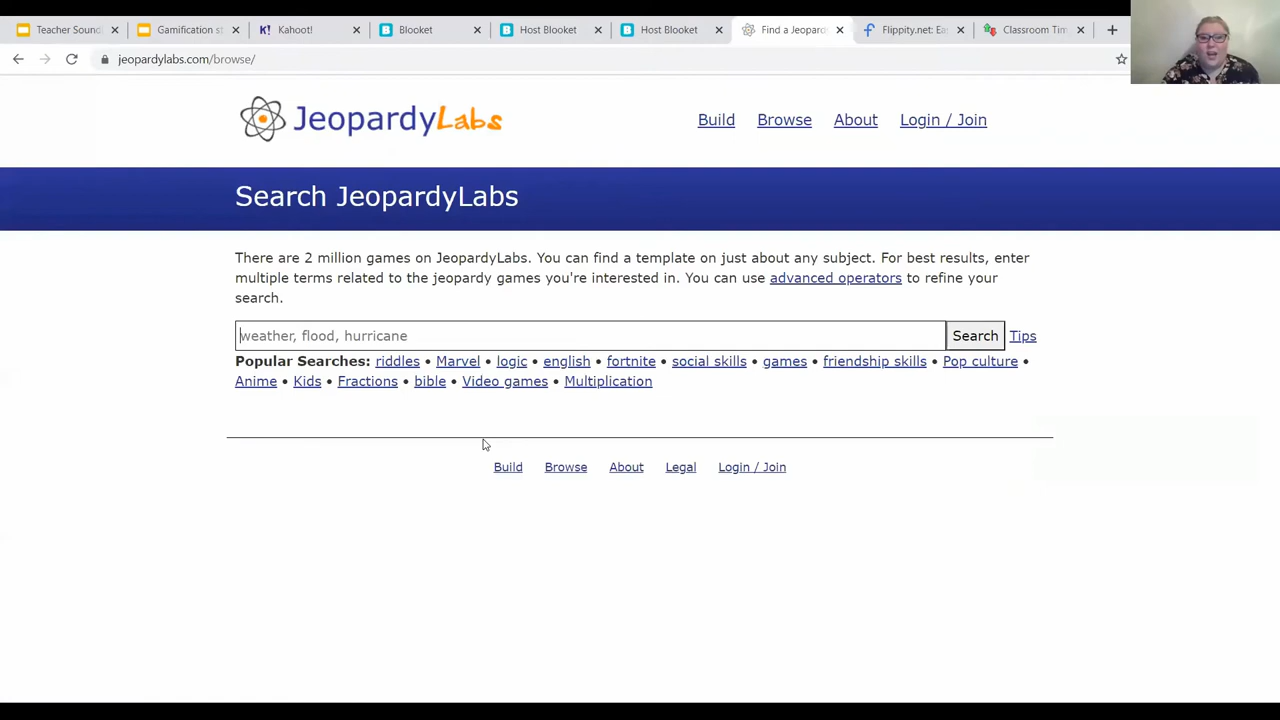 Teacher Sound
Gamification st
Kahoot!
Blooket
Host Blooket
Host Blooket
Find a Jeopard
Flippity.net: Ea
Classroom Tim
jeopardylabs.com/browse/
JeopardyLabs
Build
Browse
About
Login / Join
Search JeopardyLabs
There are 2 million games on JeopardyLabs. You can find a template on just about any subject. For best results, enter
multiple terms related to the jeopardy games you're interested in. You can use advanced operators to refine your
search.
weather, flood, hurricane
Search
Tips
Popular Searches: riddles • Marvel • logic • english • fortnite • social skills • games • friendship skills • Pop culture •
Anime • Kids • Fractions • bible • Video games • Multiplication
Build
Browse
About
Legal
Login / Join